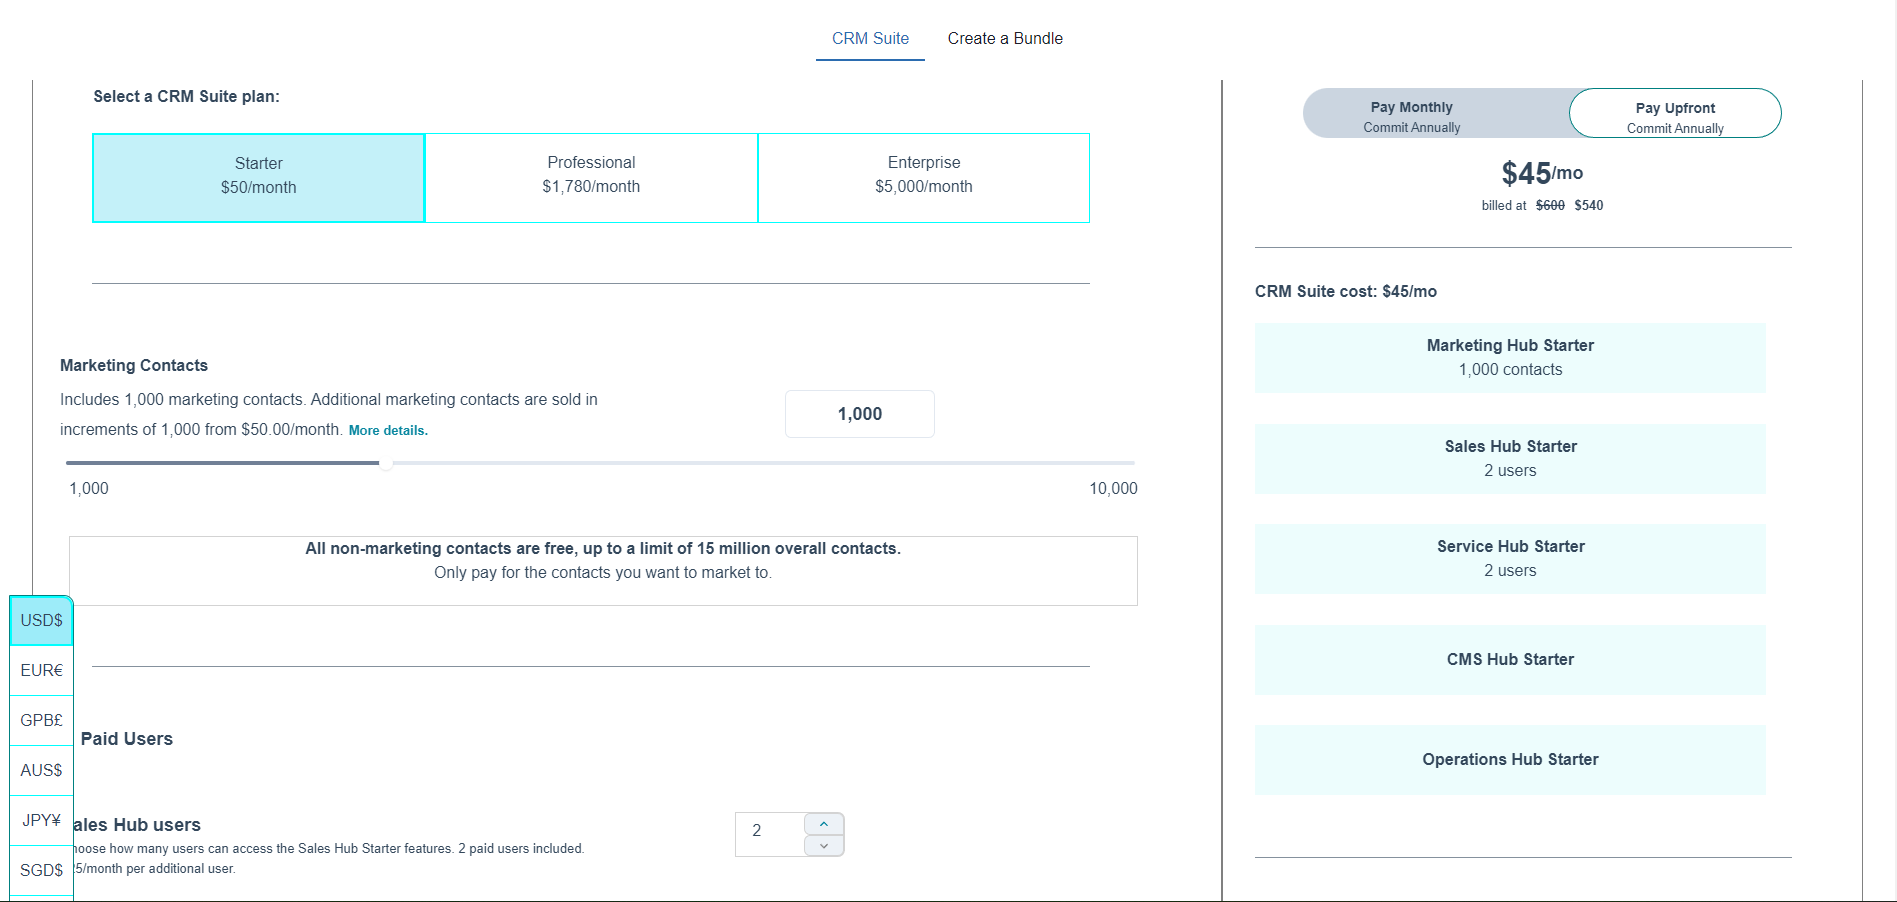 CRM Suite
Create a Bundle
Select a CRM Suite plan:
Starter
$50/month
Professional
$1,780/month
Enterprise
$5,000/month
Marketing Contacts
Includes 1,000 marketing contacts. Additional marketing contacts are sold in
increments of 1,000 from $50.00/month. More details.
1,000
1,000
10,000
All non-marketing contacts are free, up to a limit of 15 million overall contacts.
Only pay for the contacts you want to market to.
USD$
EUR€
GPB£
AUS$
JPY¥
SGD$
Paid Users
ales Hub users
hoose how many users can access the Sales Hub Starter features. 2 paid users included.
5/month per additional user.
2
Pay Monthly
Commit Annually
Pay Upfront
Commit Annually
$45/mo
billed at $600 $540
CRM Suite cost: $45/mo
Marketing Hub Starter
1,000 contacts
Sales Hub Starter
2 users
Service Hub Starter
2 users
CMS Hub Starter
Operations Hub Starter